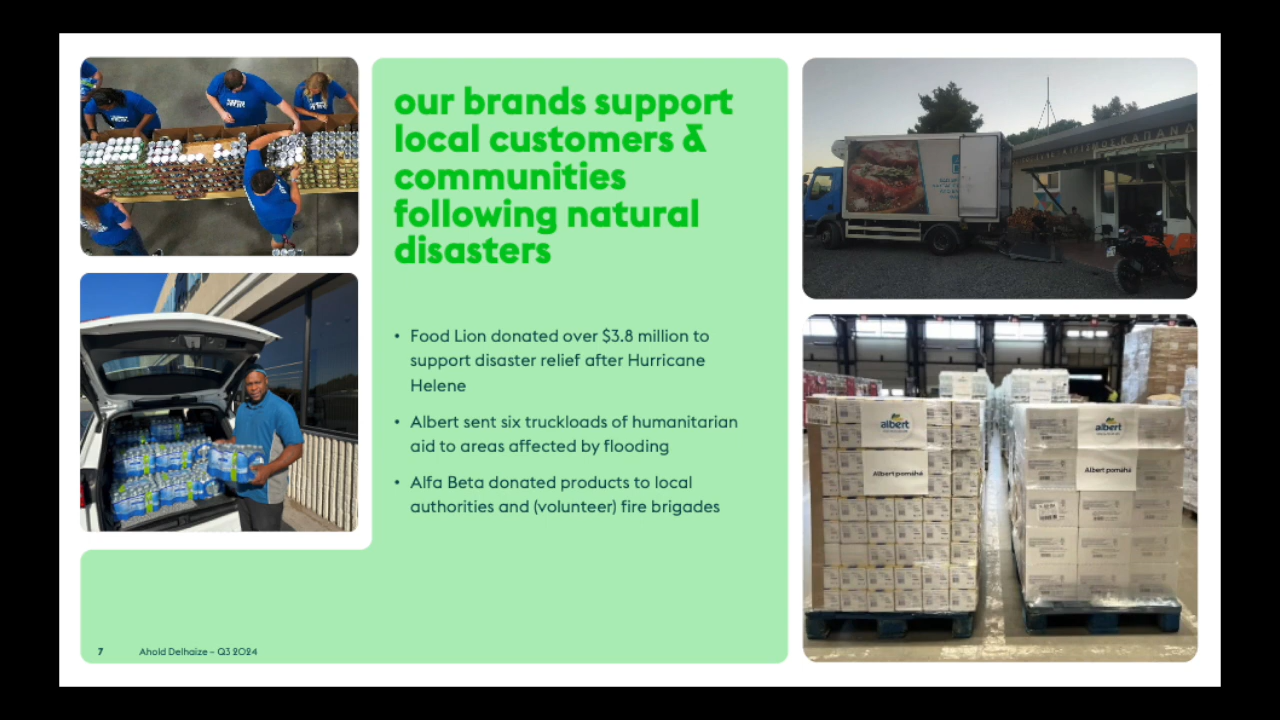 our brands support
local customers &
communities
following natural
disasters
• Food Lion donated over $3.8 million to
support disaster relief after Hurricane
Helene
• Albert sent six truckloads of humanitarian
aid to areas affected by flooding
• Alfa Beta donated products to local
authorities and (volunteer) fire brigades
albert
Albert pomáhá
albert
Albert pomáhá
7 Ahold Delhaize – Q3 2024